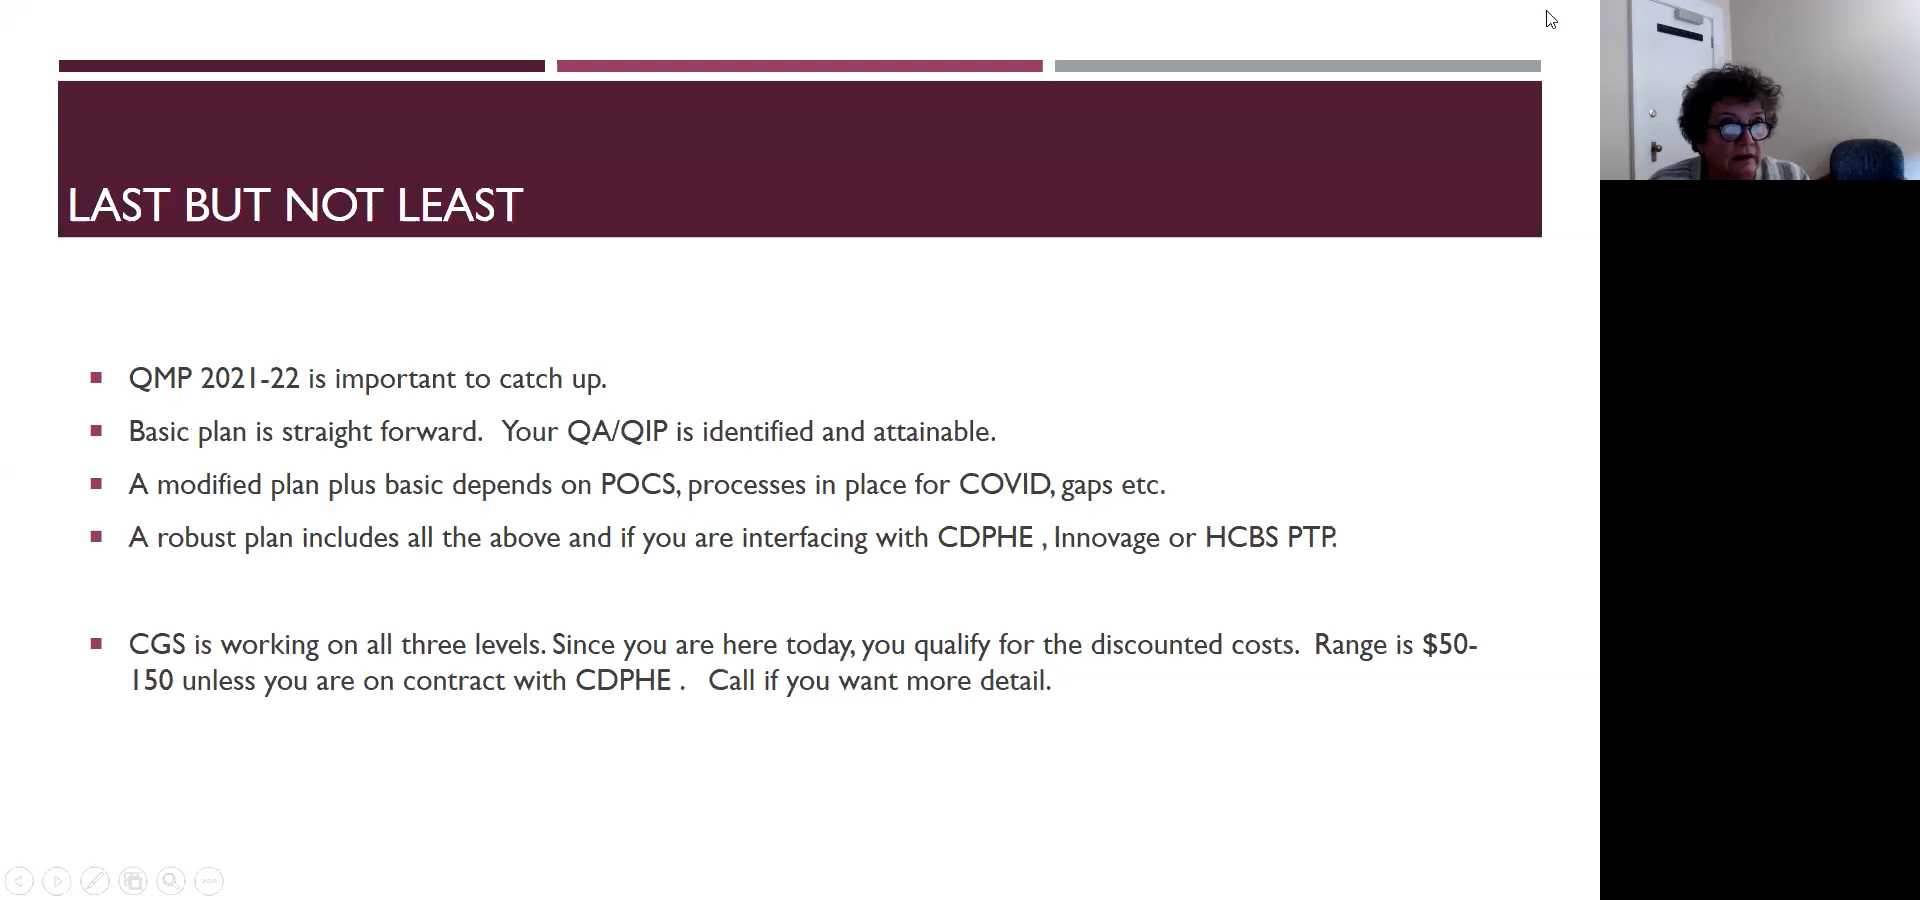 LAST BUT NOT LEAST
QMP 2021-22 is important to catch up.
Basic plan is straight forward.   Your QA/QIP is identified and attainable.
A modified plan plus basic depends on POCS, processes in place for COVID, gaps etc.
A robust plan includes all the above and if you are interfacing with CDPHE , Innovage or HCBS PTP.
CGS is working on all three levels. Since you are here today, you qualify for the discounted costs.  Range is $50-
150 unless you are on contract with CDPHE .   Call if you want more detail.